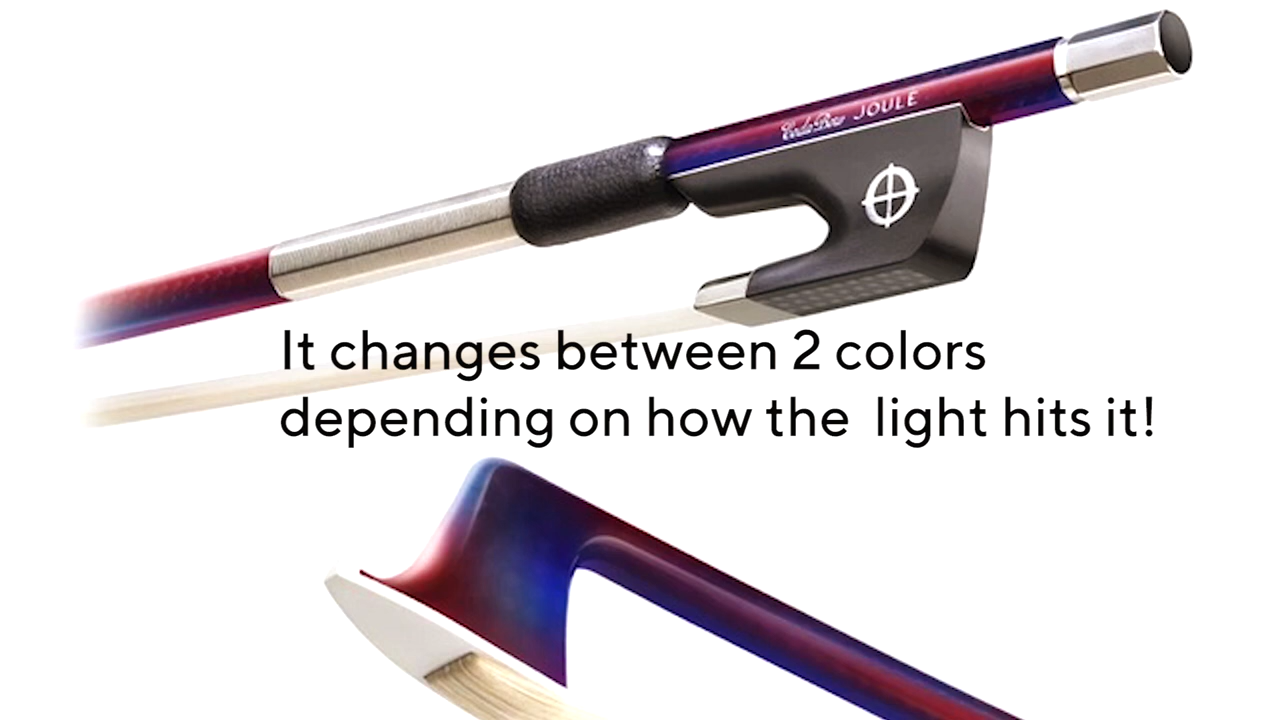 CodaBow JOULE
It changes between 2 colors
depending on how the light hits it!